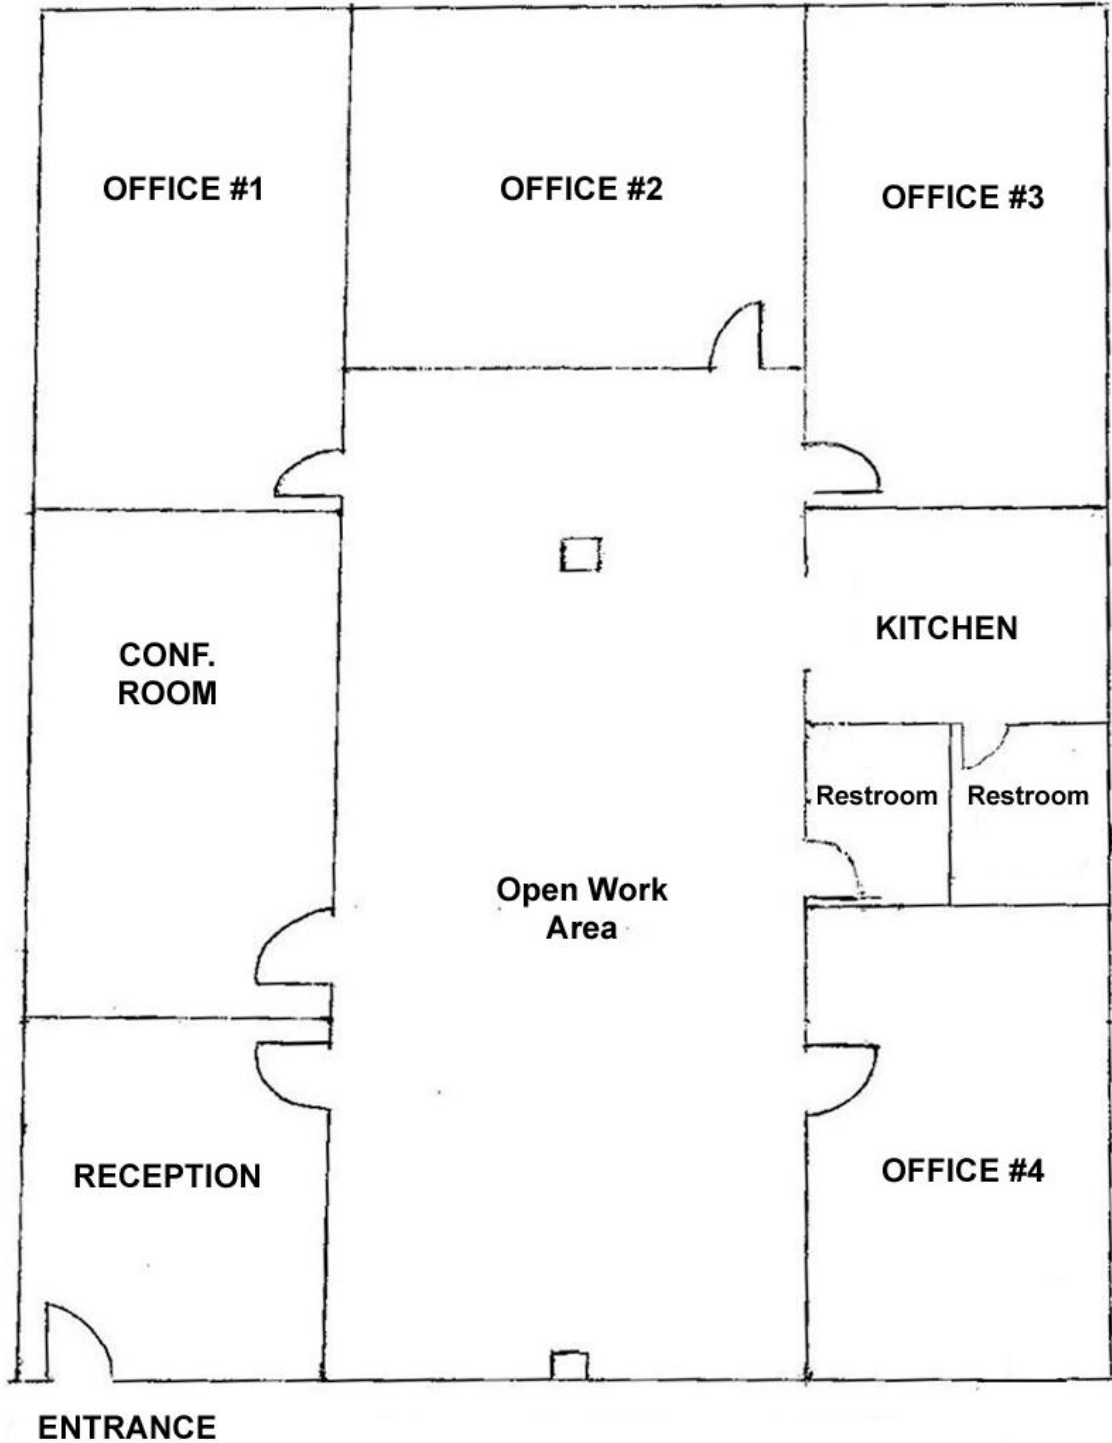 OFFICE #1
OFFICE #2
OFFICE #3
CONF.
ROOM
KITCHEN
Restroom
Restroom
Open Work
Area
RECEPTION
OFFICE #4
ENTRANCE